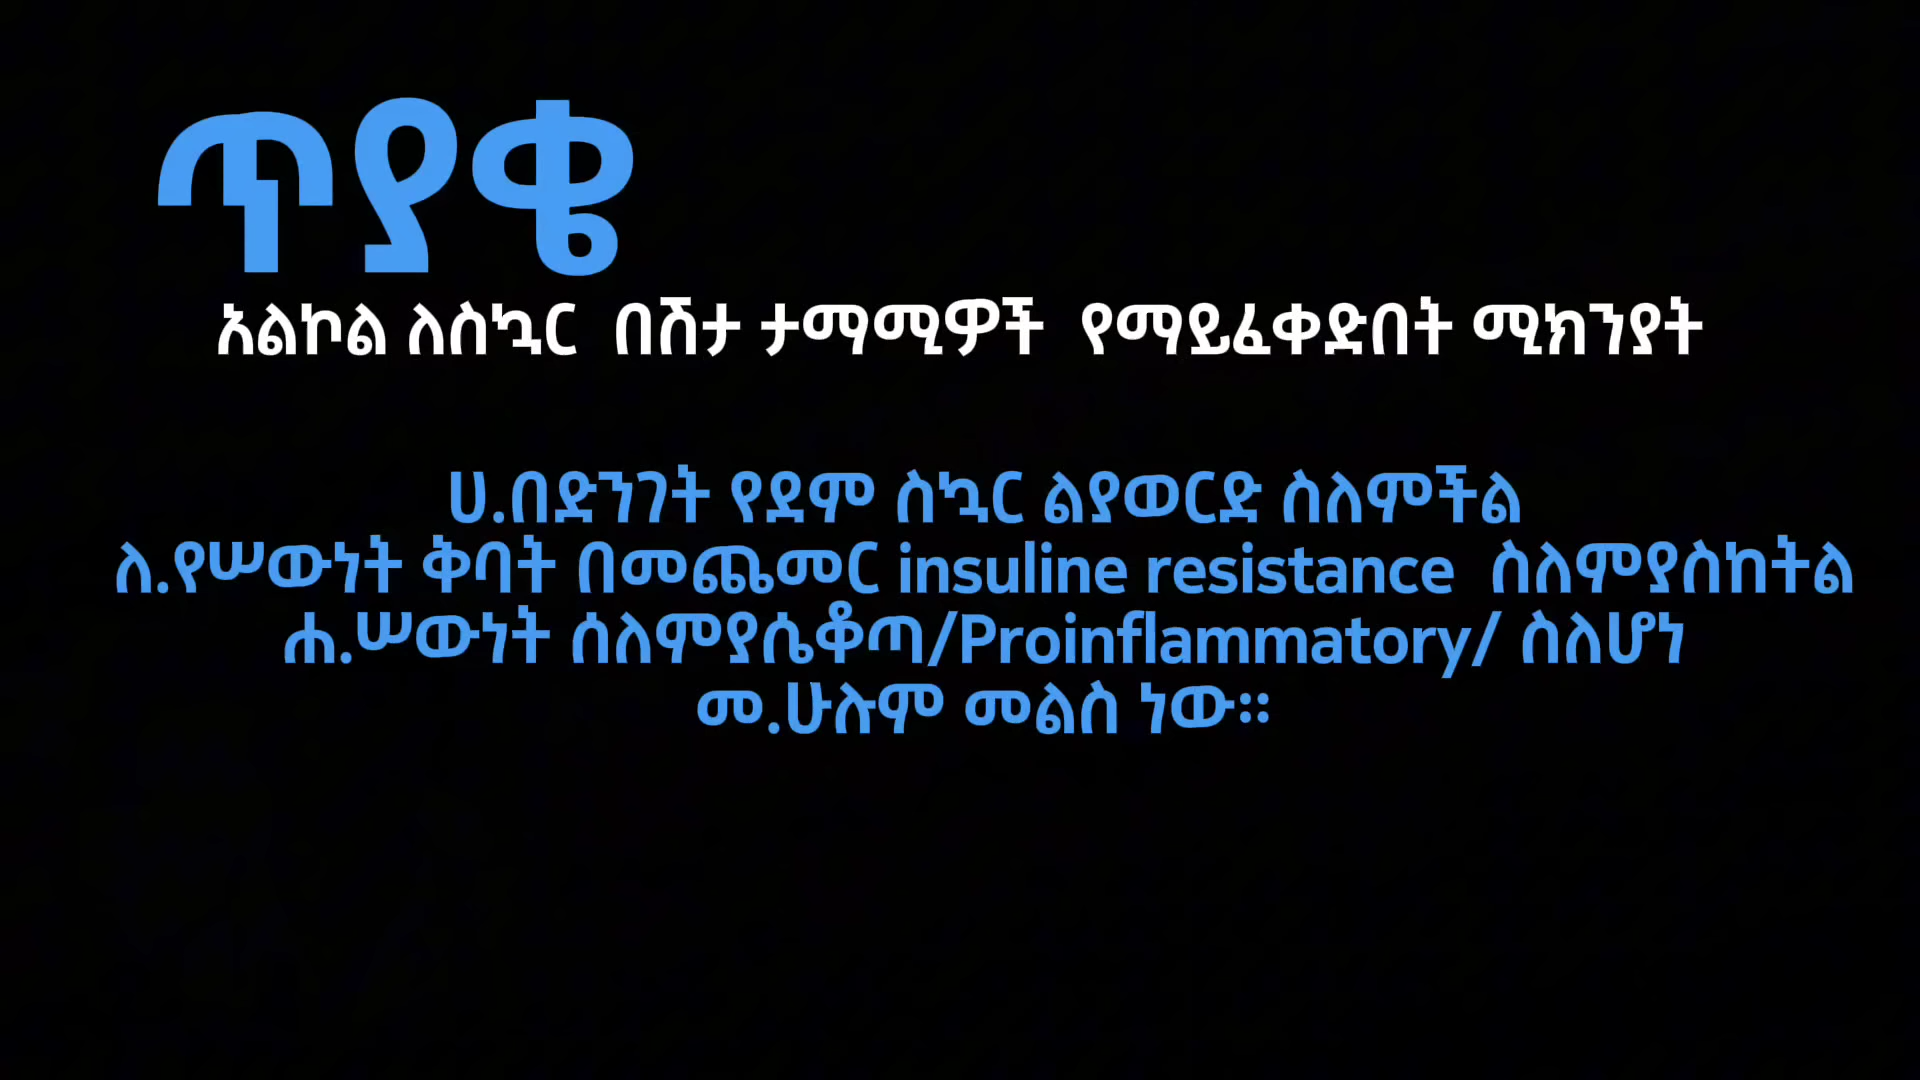 ጥያቄ
አልኮል ለስኳር በሽታ ታማሚዎች የማይፈቀድበት ሚክንያት
ሀ.በድንገት የደም ስኳር ልያወርድ ስለምችል
ለ.የሠውነት ቅባት በመጨመር insuline resistance ስለምያስከትል
ሐ.ሠውነት ሰለምያሴቆጣ/Proinflammatory/ ስለሆነ
መ.ሁሉም መልስ ነው።